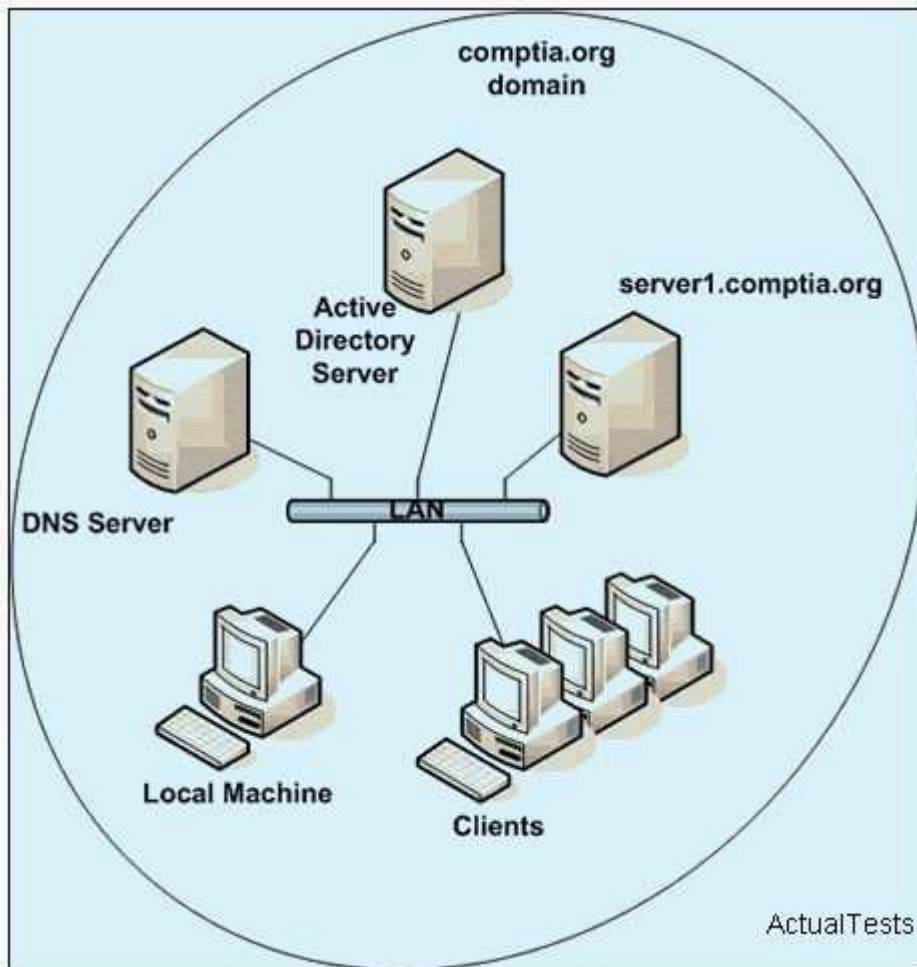 comptia.org
domain
Active
Directory
Server
server1.comptia.org
DNS Server
LAN
Local Machine
Clients
ActualTests